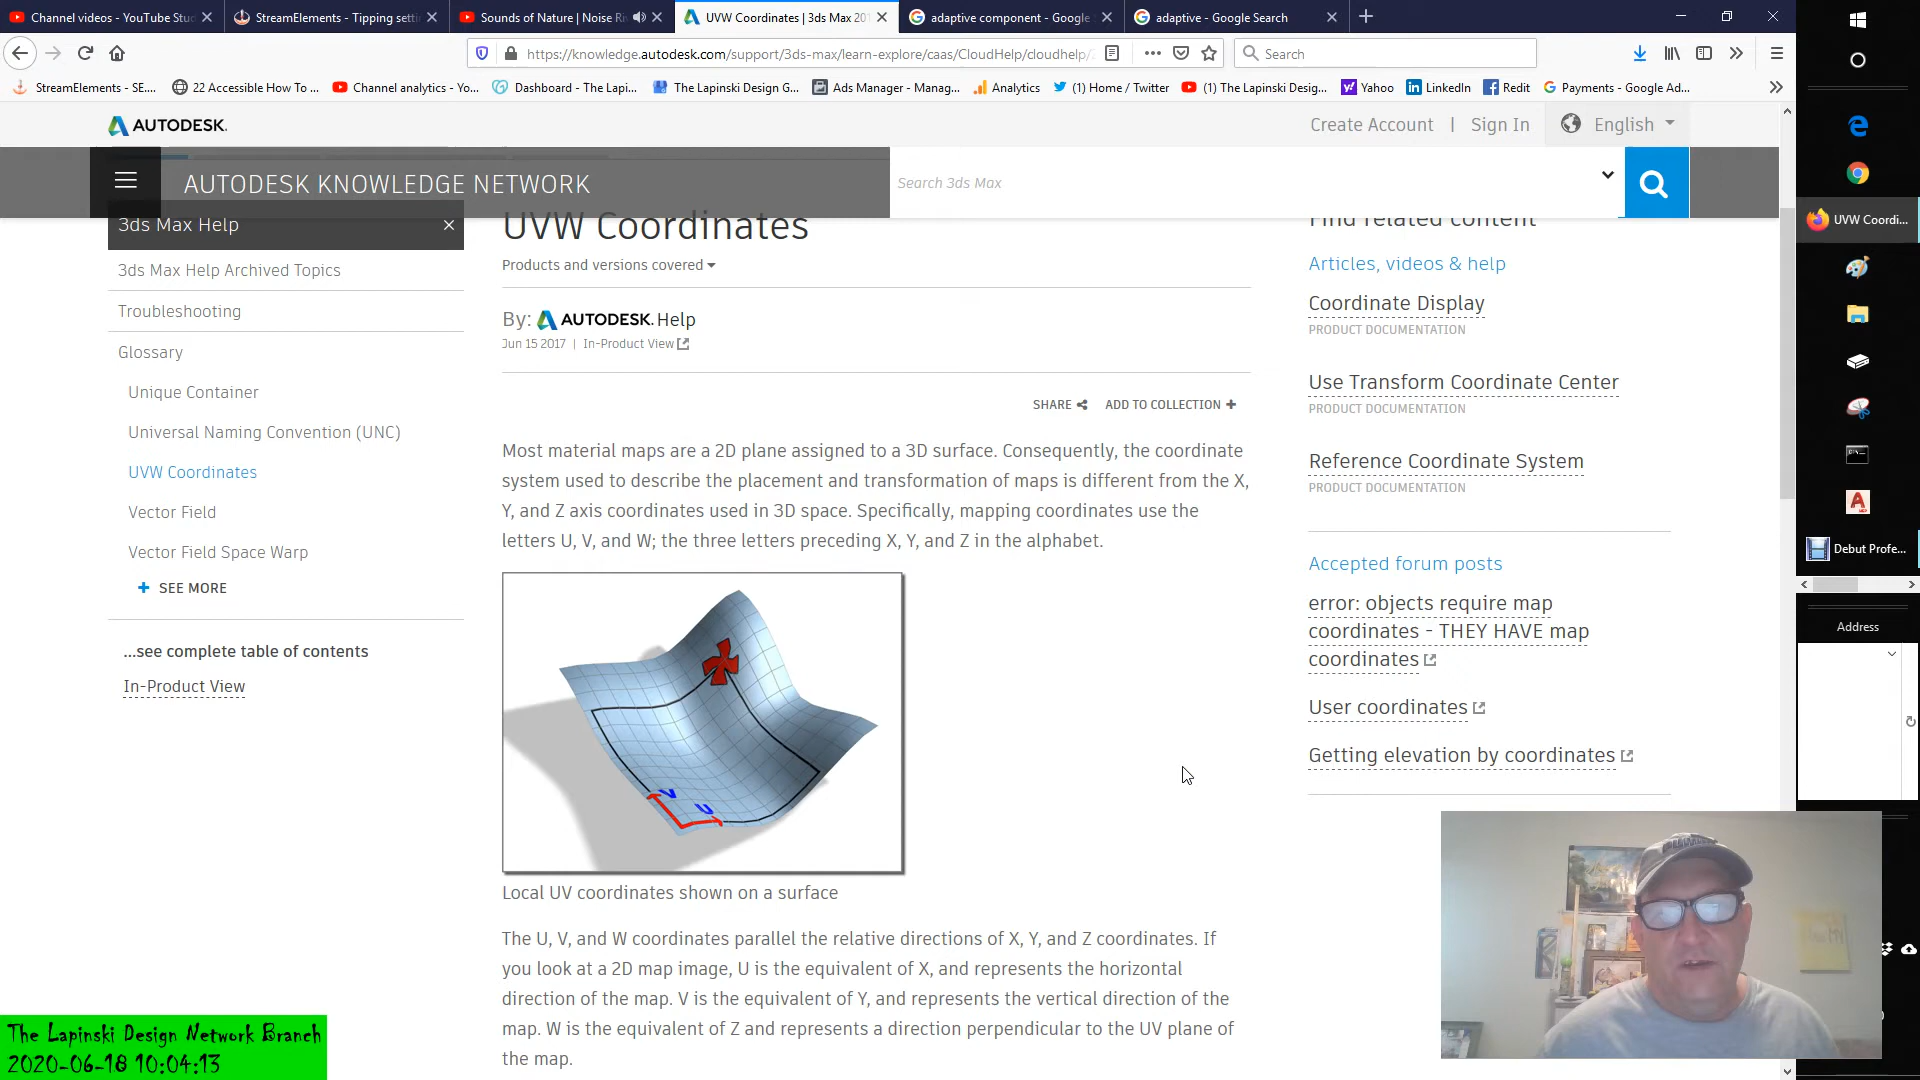 Channel videos - YouTube Stu
StreamElements - Tipping setti
Sounds of Nature | Noise Ri
UVW Coordinates | 3ds Max 201
adaptive component - Google
adaptive - Google Search
https://knowledge.autodesk.com/support/3ds-max/learn-explore/caas/CloudHelp/cloudhelp/
Search
StreamElements - SE....
22 Accessible How To ...
Channel analytics - Yo...
Dashboard - The Lapi...
The Lapinski Design G...
Ads Manager - Manag...
Analytics
(1) Home / Twitter
(1) The Lapinski Desig...
Yahoo
LinkedIn
Redit
Payments - Google Ad...
AUTODESK.
Create Account | Sign In
English
AUTODESK KNOWLEDGE NETWORK
Search 3ds Max
3ds Max Help
3ds Max Help Archived Topics
Troubleshooting
Glossary
Unique Container
Universal Naming Convention (UNC)
UVW Coordinates
Vector Field
Vector Field Space Warp
SEE MORE
...see complete table of contents
In-Product View
UVW Coordinates
Products and versions covered
By: AUTODESK. Help
Jun 15 2017 | In-Product View
SHARE
ADD TO COLLECTION
Most material maps are a 2D plane assigned to a 3D surface. Consequently, the coordinate
system used to describe the placement and transformation of maps is different from the X,
Y, and Z axis coordinates used in 3D space. Specifically, mapping coordinates use the
letters U, V, and W; the three letters preceding X, Y, and Z in the alphabet.
V
U
Local UV coordinates shown on a surface
The U, V, and W coordinates parallel the relative directions of X, Y, and Z coordinates. If
you look at a 2D map image, U is the equivalent of X, and represents the horizontal
direction of the map. V is the equivalent of Y, and represents the vertical direction of the
map. W is the equivalent of Z and represents a direction perpendicular to the UV plane of
the map.
Find related content
Articles, videos & help
Coordinate Display
PRODUCT DOCUMENTATION
Use Transform Coordinate Center
PRODUCT DOCUMENTATION
Reference Coordinate System
PRODUCT DOCUMENTATION
Accepted forum posts
error: objects require map
coordinates - THEY HAVE map
coordinates
User coordinates
Getting elevation by coordinates
UVW Coordi...
Debut Profe...
Address
The Lapinski Design Network Branch
2020-06-18 10:04:13